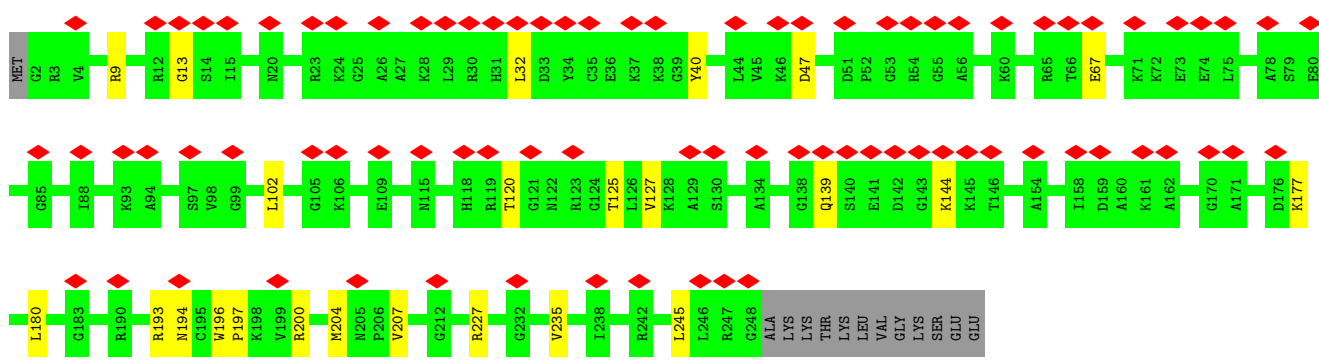 MET G2 R3 V4 R9 R12 G13 S14 I15 N20 R23 K24 G25 A26 A27 K28 L29 R30 H31 L32 D33 Y34 C35 E36 K37 K38 G39 Y40 L44 V45 K46 D47 D51 P52 G53 R54 G55 A56 K60 R65 T66 E67 K71 K72 E73 E74 L75 A78 S79 E80
G85 I88 K93 A94 S97 V98 G99 L102 G105 K106 E109 N115 H118 R119 T120 G121 N122 R123 G124 T125 L126 V127 K128 A129 S130 A134 G138 Q139 S140 E141 D142 G143 K144 K145 T146 A154 I158 D159 A160 K161 A162 G170 A171 D176 K177
L180 G183 R190 R193 N194 C195 W196 P197 K198 V199 R200 M204 N205 P206 V207 G212 R227 G232 V235 I238 R242 L245 L246 R247 G248 ALA LYS LYS THR LYS LEU VAL GLY LYS SER GLU GLU